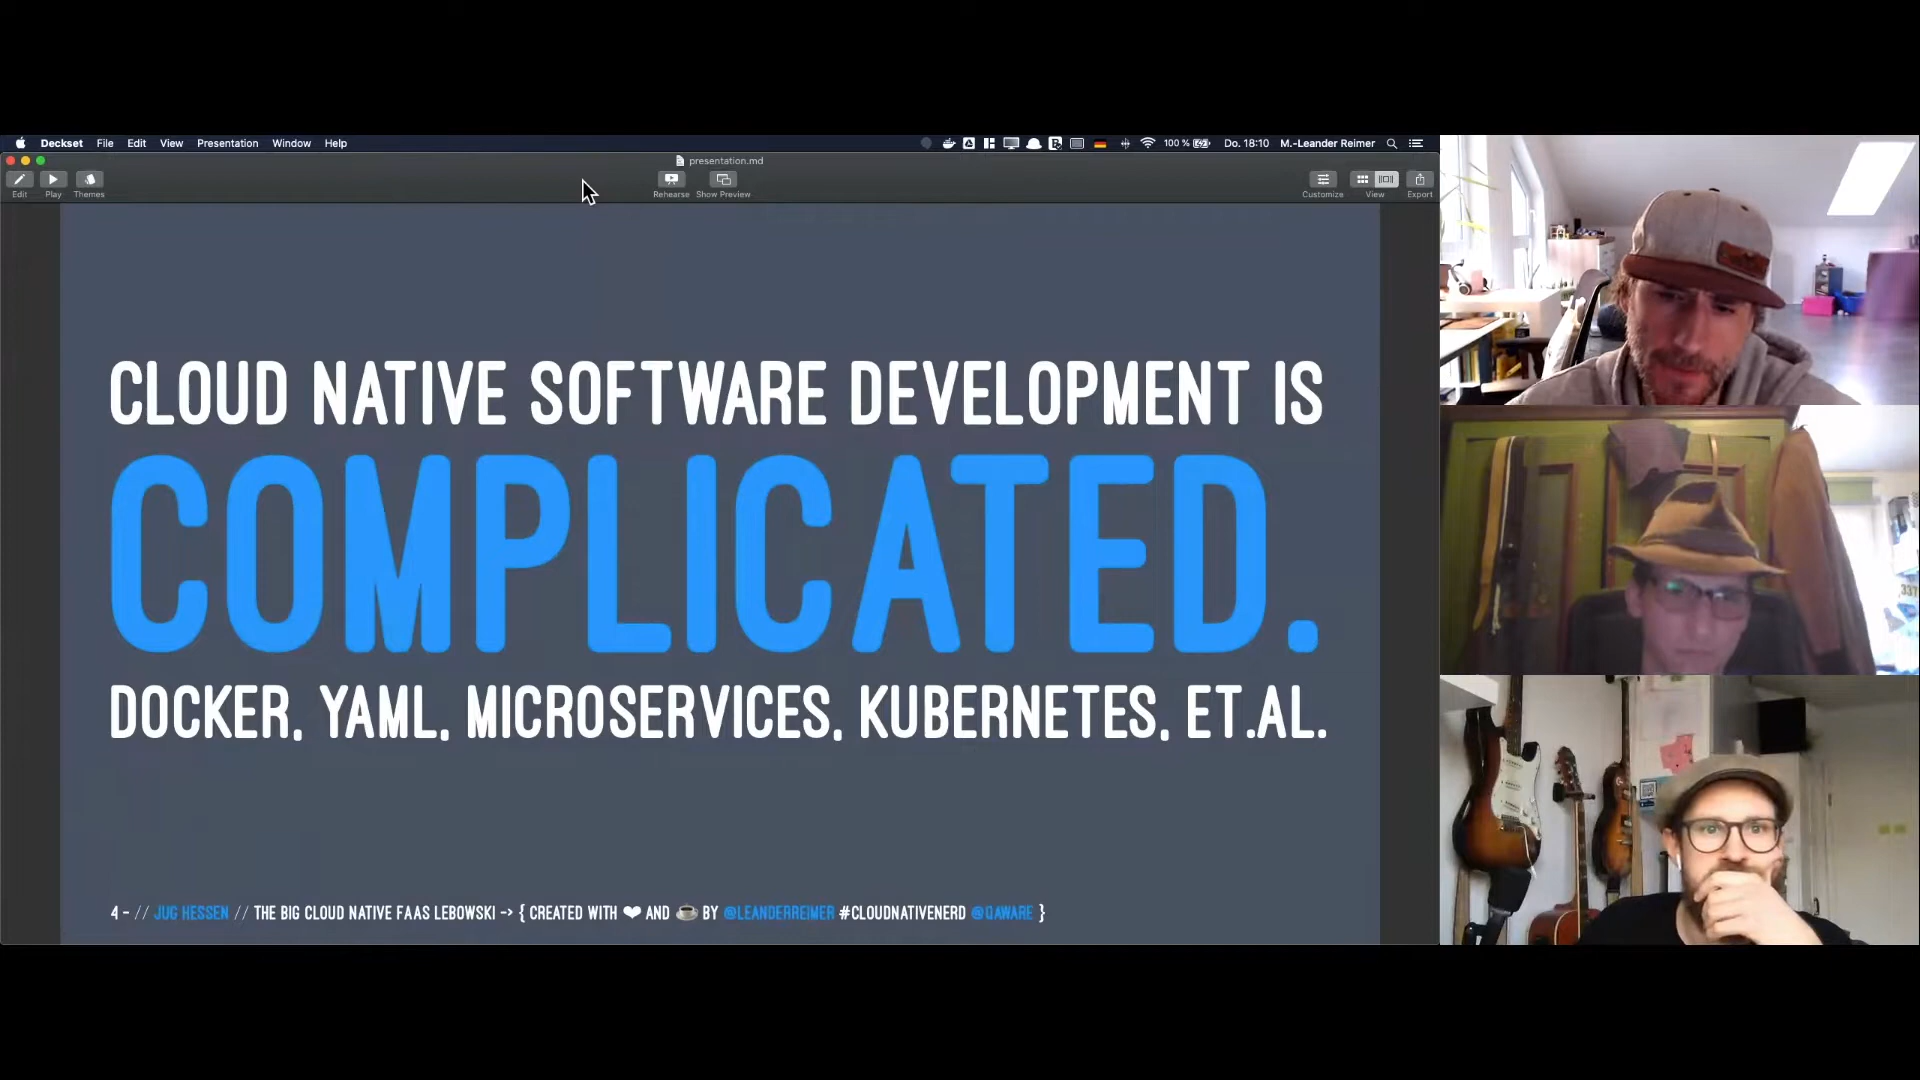 Deckset File Edit View Presentation Window Help
100 % Do. 18:10 M.-Leander Reimer
presentation.md
Edit Play Themes Rehearse Show Preview Customize View Export
CLOUD NATIVE SOFTWARE DEVELOPMENT IS
COMPLICATED.
DOCKER, YAML, MICROSERVICES, KUBERNETES, ET.AL.
4 - // JUG HESSEN // THE BIG CLOUD NATIVE FAAS LEBOWSKI -> { CREATED WITH ❤ AND ☕ BY @LEANDERREIMER #CLOUDNATIVENERD @QAWARE }